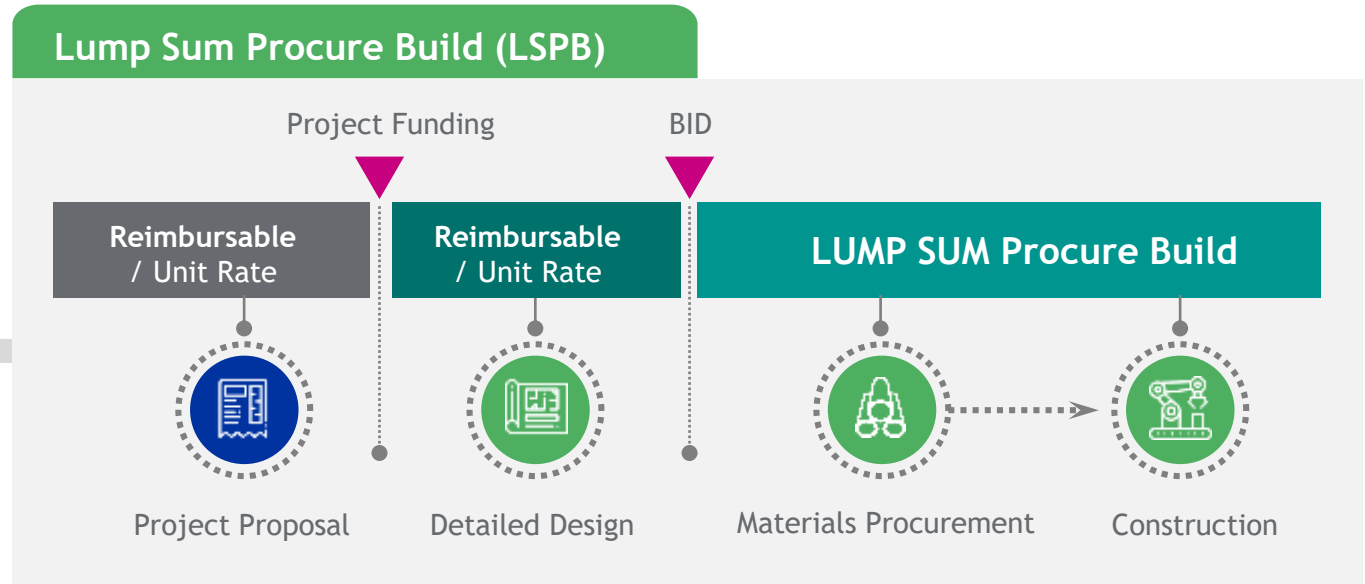 Lump Sum Procure Build (LSPB)
Project Funding
BID
Reimbursable
/ Unit Rate
Reimbursable
/ Unit Rate
LUMP SUM Procure Build
Project Proposal
Detailed Design
Materials Procurement
Construction